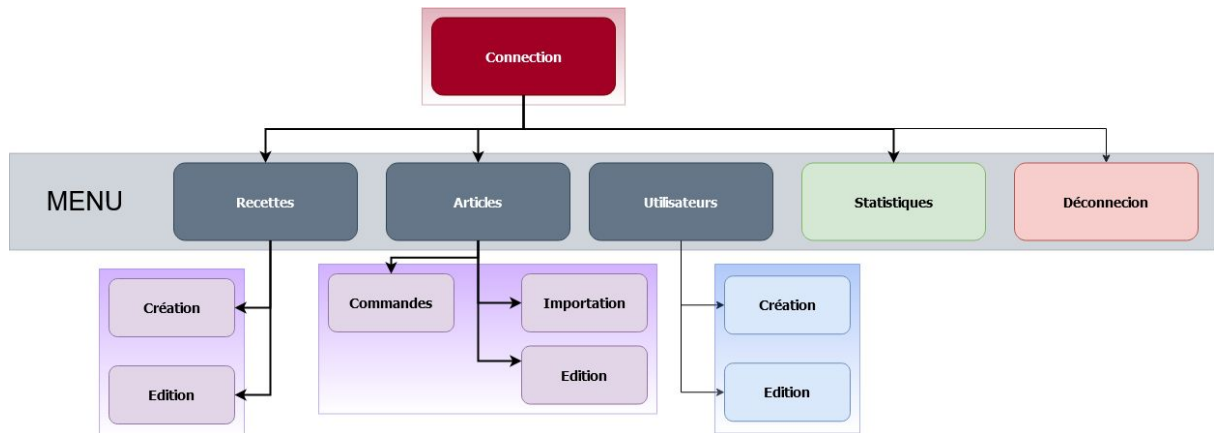 Connection
MENU
Recettes
Articles
Utilisateurs
Statistiques
Déconnecion
Création
Edition
Commandes
Importation
Edition
Création
Edition